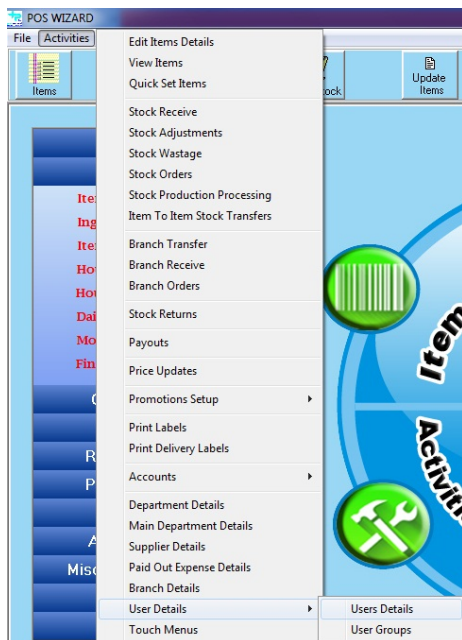 POS WIZARD
File Activities
Items
Update
Items
Edit Items Details
View Items
Quick Set Items
Stock Receive
Stock Adjustments
Stock Wastage
Stock Orders
Stock Production Processing
Item To Item Stock Transfers
Branch Transfer
Branch Receive
Branch Orders
Stock Returns
Payouts
Price Updates
Promotions Setup
Print Labels
Print Delivery Labels
Accounts
Department Details
Main Department Details
Supplier Details
Paid Out Expense Details
Branch Details
User Details
Touch Menus
Users Details
User Groups